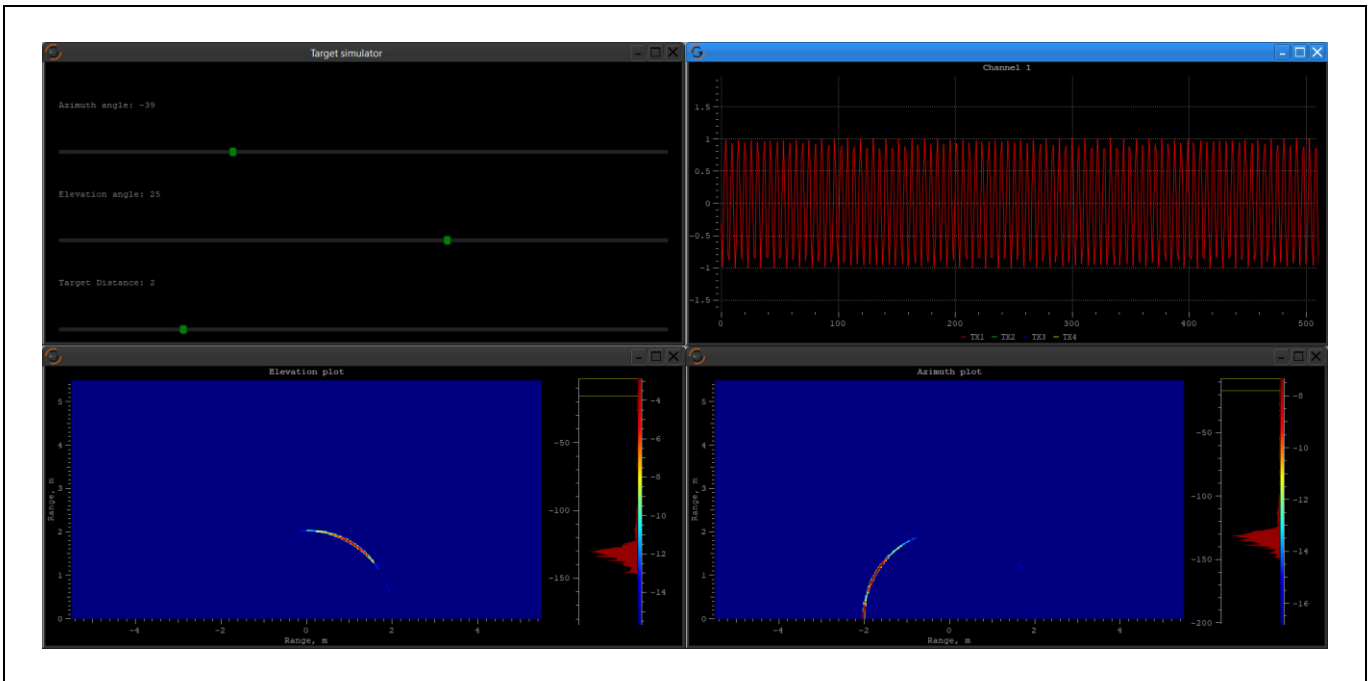 Target simulator
Azimuth angle: -39
Elevation angle: 25
Target Distance: 2
Channel 1
1.5
1
0.5
0
-0.5
-1
-1.5
0 100 200 300 400 500
TX1 TX2 TX3 TX4
Elevation plot
Range, m
5
4
3
2
1
0
-4 -2 0 2 4
Range, m
-50
-100
-150
-4
-6
-8
-10
-12
-14
Azimuth plot
Range, m
5
4
3
2
1
0
-4 -2 0 2 4
Range, m
-50
-100
-150
-200
-8
-10
-12
-14
-16